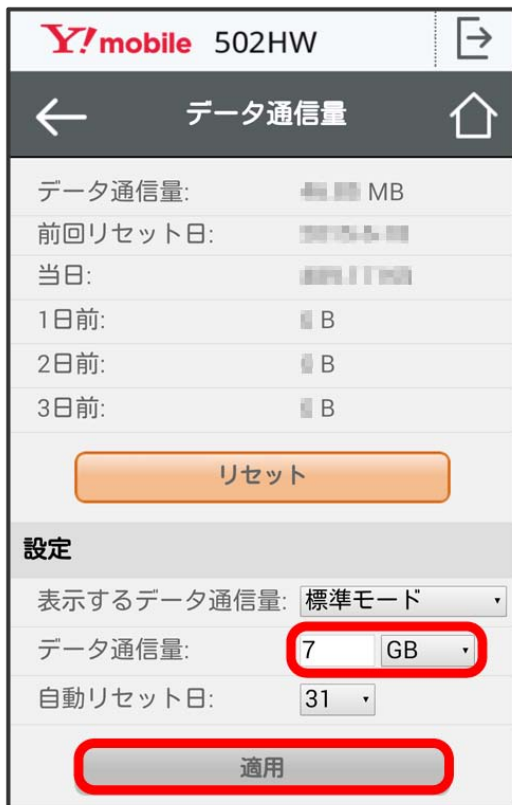 Y!mobile 502HW
データ通信量
データ通信量: MB
前回リセット日:
当日:
1日前: B
2日前: B
3日前: B
リセット
設定
表示するデータ通信量: 標準モード
データ通信量: 7 GB
自動リセット日: 31
適用